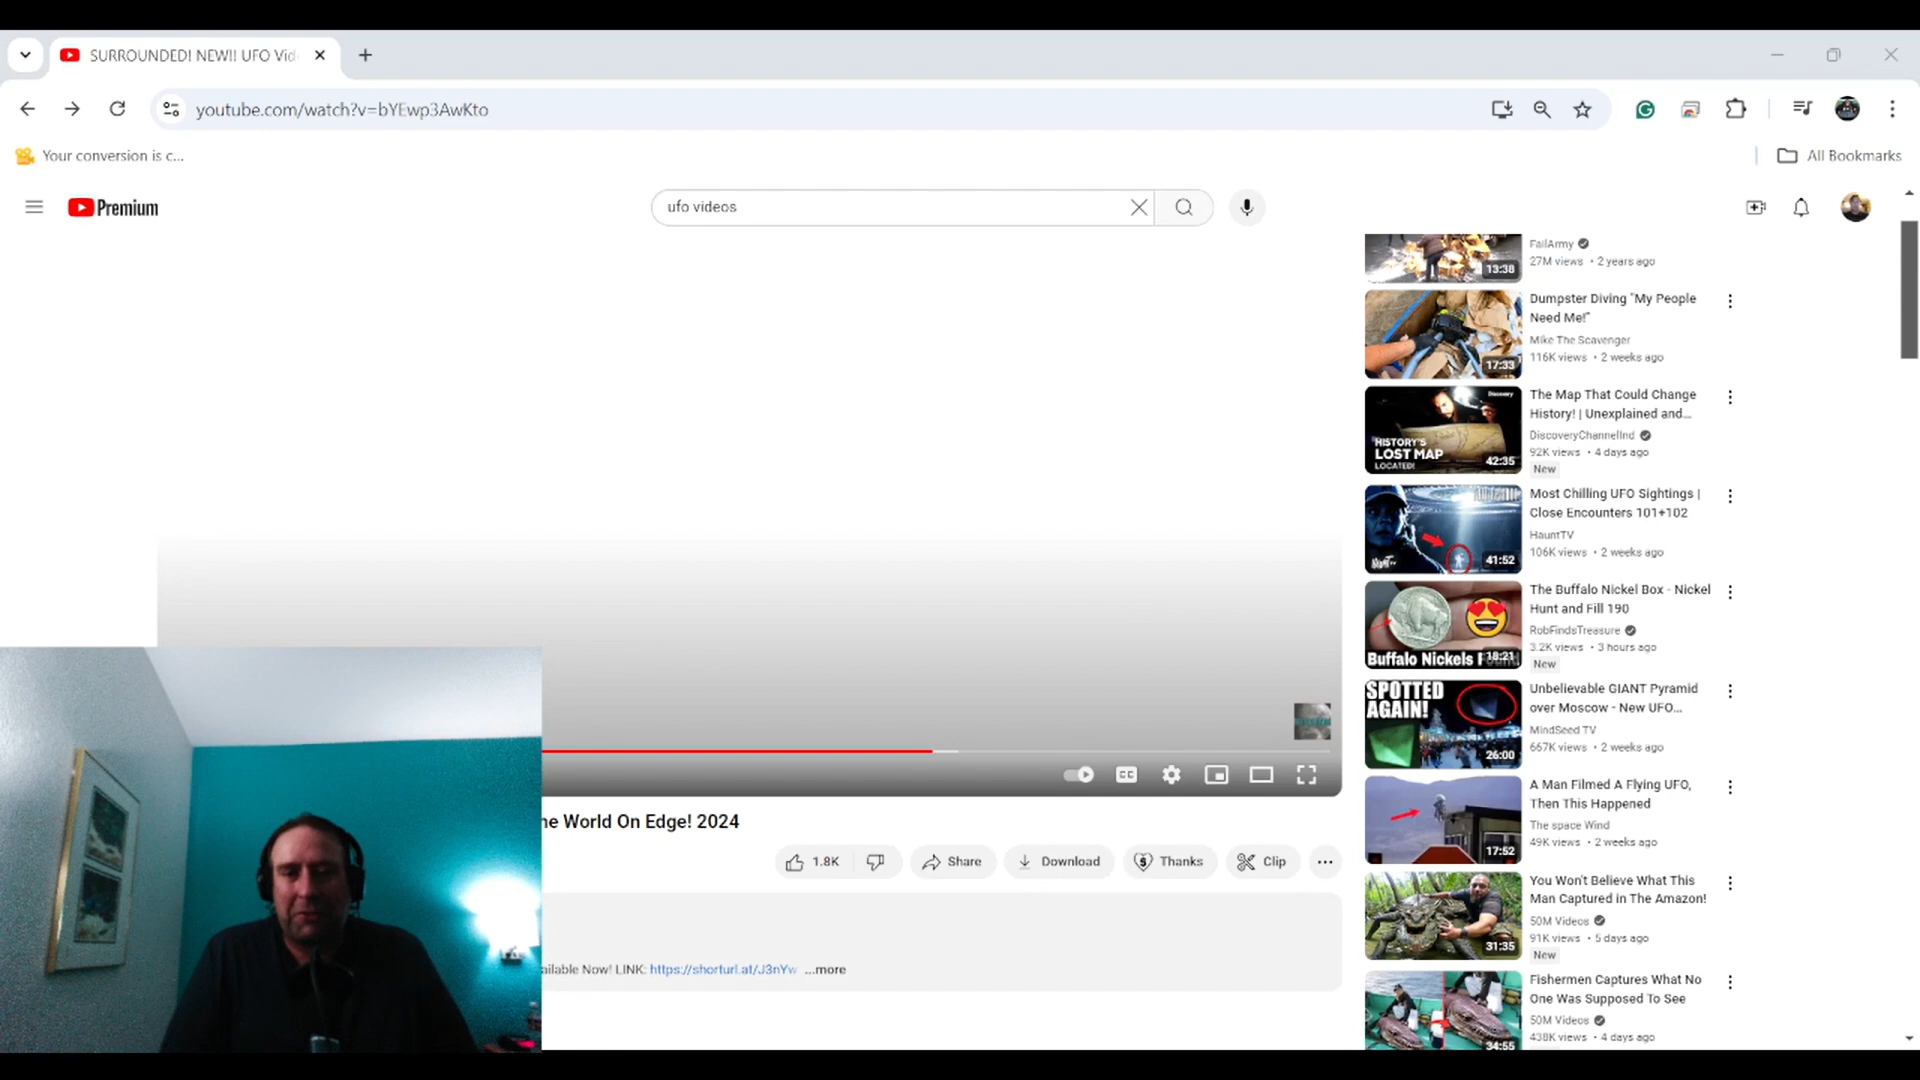 SURROUNDED! NEW!! UFO Vid
youtube.com/watch?v=bYEwp3AwKto
Your conversion is c...
All Bookmarks
Premium
ufo videos
FailArmy
27M views • 2 years ago
13:38
Dumpster Diving "My People
Need Me!"
Mike The Scavenger
116K views • 2 weeks ago
17:33
The Map That Could Change
History! | Unexplained and...
DiscoveryChannelInd
92K views • 4 days ago
New
Discovery
HISTORY'S
LOST MAP
LOCATED!
42:35
Most Chilling UFO Sightings |
Close Encounters 101+102
HauntTV
106K views • 2 weeks ago
41:52
The Buffalo Nickel Box - Nickel
Hunt and Fill 190
RobFindsTreasure
3.2K views • 3 hours ago
New
Buffalo Nickels
18:21
SPOTTED
AGAIN!
26:00
Unbelievable GIANT Pyramid
over Moscow - New UFO...
MindSeed TV
667K views • 2 weeks ago
A Man Filmed A Flying UFO,
Then This Happened
The space Wind
49K views • 2 weeks ago
17:52
You Won't Believe What This
Man Captured in The Amazon!
50M Videos
91K views • 5 days ago
New
31:35
Fishermen Captures What No
One Was Supposed To See
50M Videos
438K views • 4 days ago
34:55
CC
he World On Edge! 2024
1.8K
Share
Download
Thanks
Clip
ailable Now! LINK: https://shorturl.at/J3nYw ...more